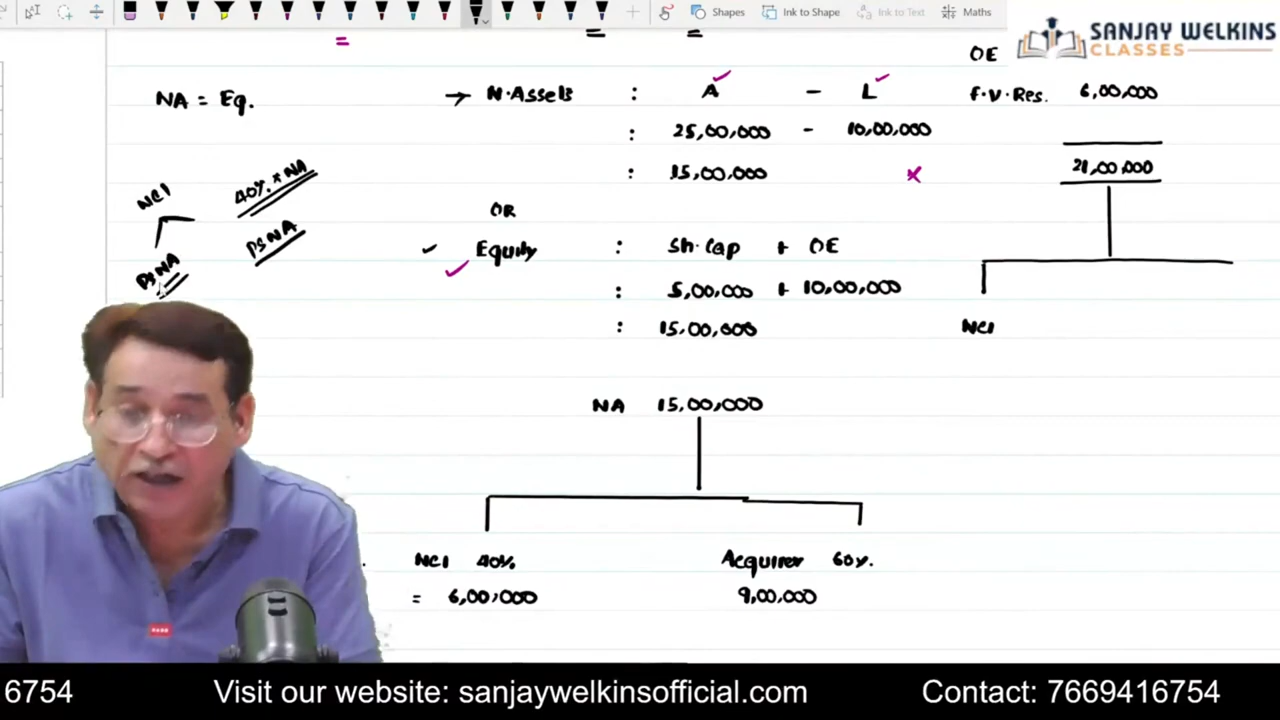 Shapes
Ink to Shape
Ink to Text
Maths
SANJAY WELKINS
CLASSES
OE
NA = Eq.
→ N.Assets : A - L
F.V.Res. 6,00,000
: 25,00,000 - 10,00,000
: 15,00,000
21,00,000
NCI
40% * NA
PSNA
PSNA
OR
Equity : Sh.Cap + OE
: 5,00,000 + 10,00,000
: 15,00,000
NCI
NA 15,00,000
NCI 40%
Acquirer 60%.
= 6,00,000
9,00,000
6754
Visit our website: sanjaywelkinsofficial.com
Contact: 7669416754